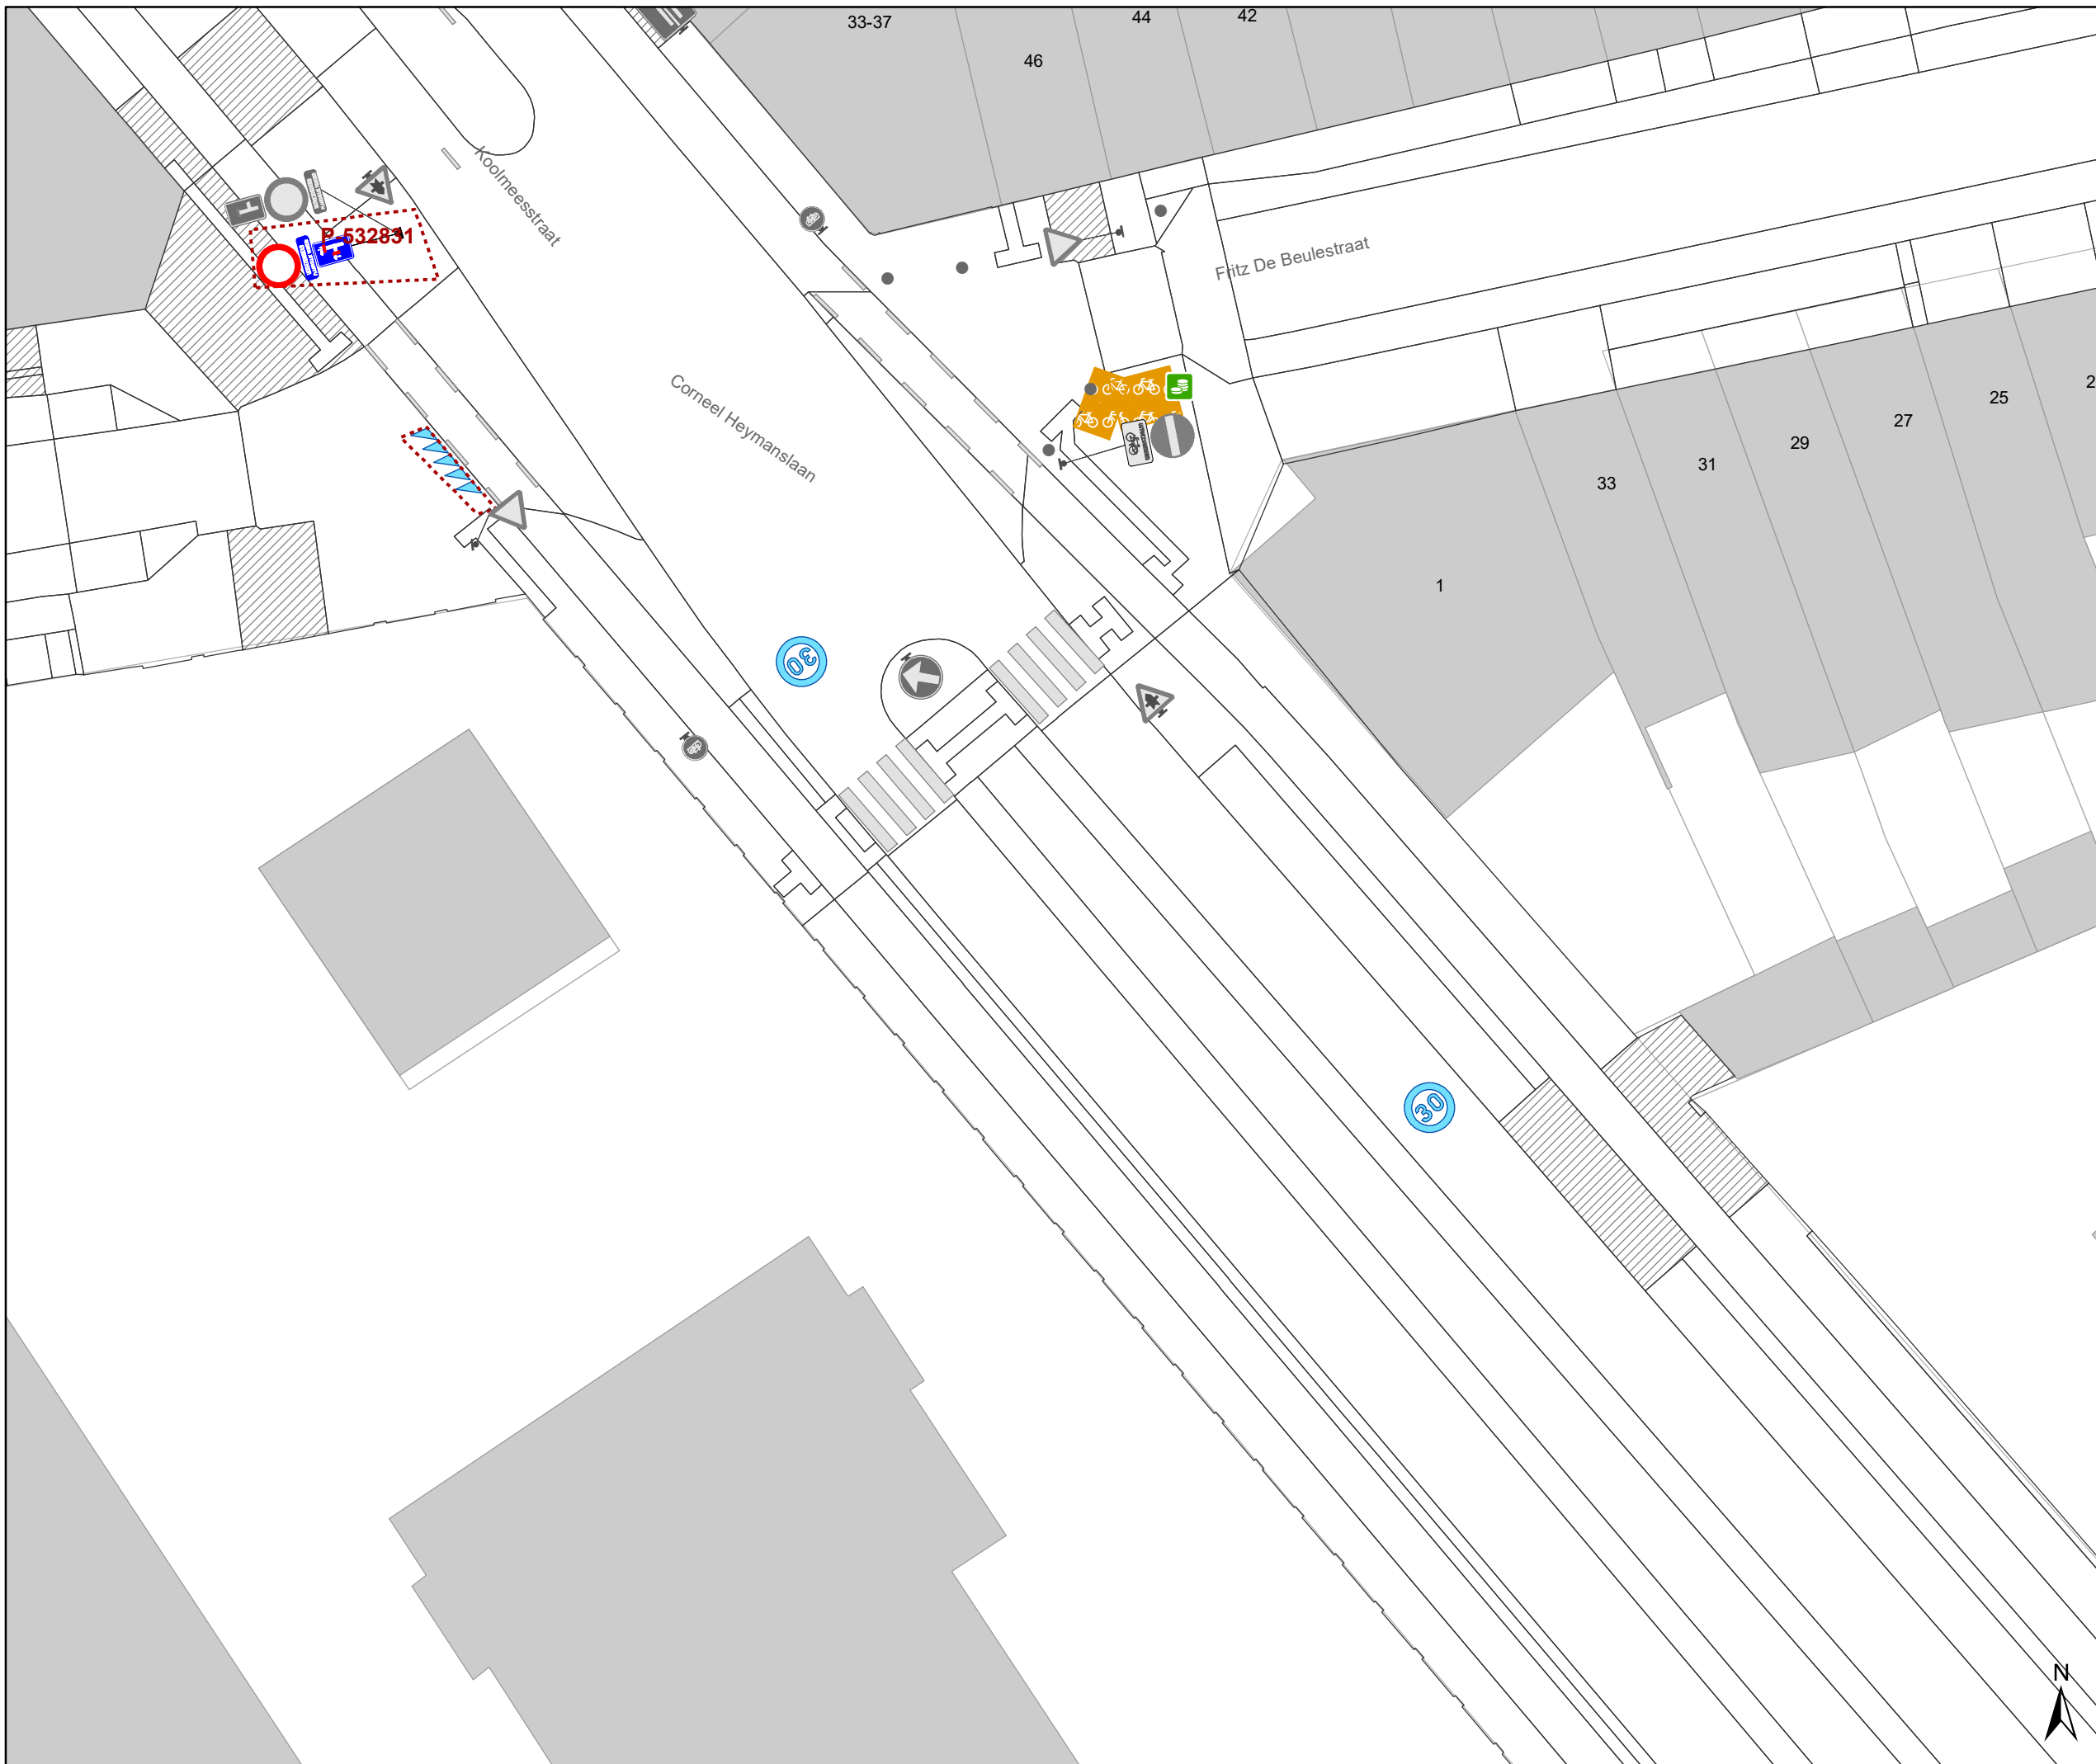 33-37
44
42
46
Koolmeesstraat
P-532831
Fritz De Beulestraat
Corneel Heymanslaan
2
25
27
29
31
33
1
30
30
N